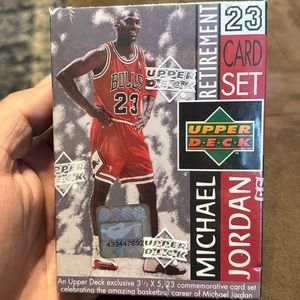 RETIREMENT
23
CARD
SET
BULLS
23
UPPER
DECK
UPPER
DECK
UPPER
D·E·C·K
MICHAEL
JORDAN
UPPER
DECK
An Upper Deck exclusive 3½ X 5, 23 commemorative card set
celebrating the amazing basketball career of Michael Jordan